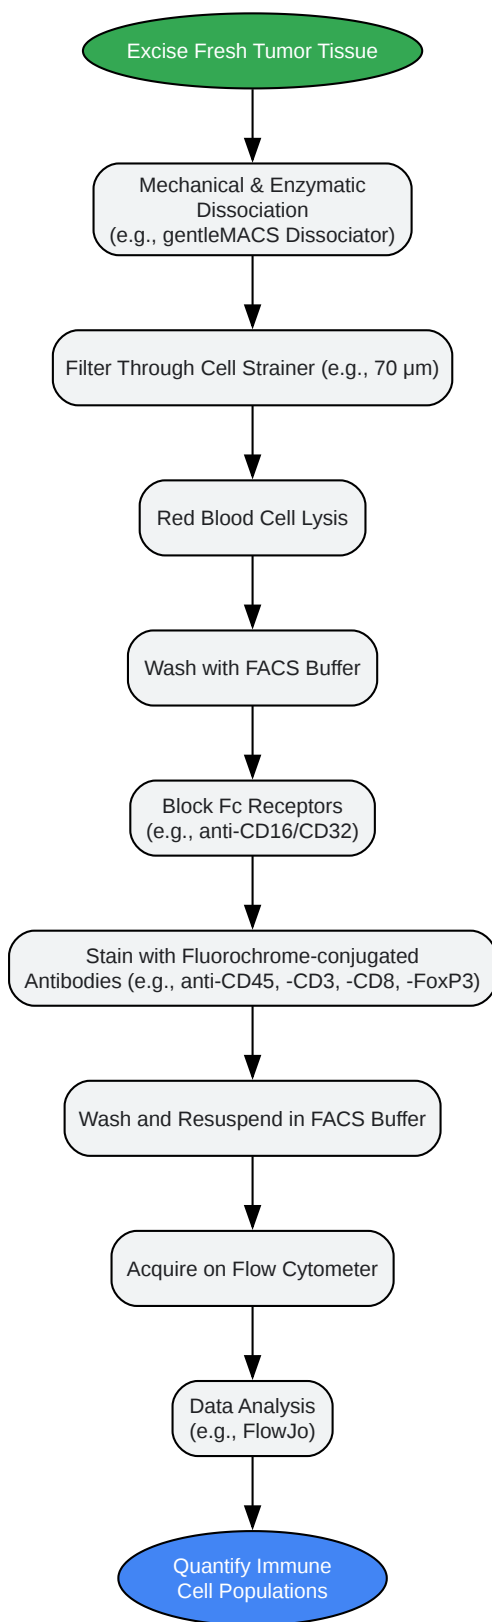 Excise Fresh Tumor Tissue
Mechanical & Enzymatic
Dissociation
(e.g., gentleMACS Dissociator)
Filter Through Cell Strainer (e.g., 70 µm)
Red Blood Cell Lysis
Wash with FACS Buffer
Block Fc Receptors
(e.g., anti-CD16/CD32)
Stain with Fluorochrome-conjugated
Antibodies (e.g., anti-CD45, -CD3, -CD8, -FoxP3)
Wash and Resuspend in FACS Buffer
Acquire on Flow Cytometer
Data Analysis
(e.g., FlowJo)
Quantify Immune
Cell Populations